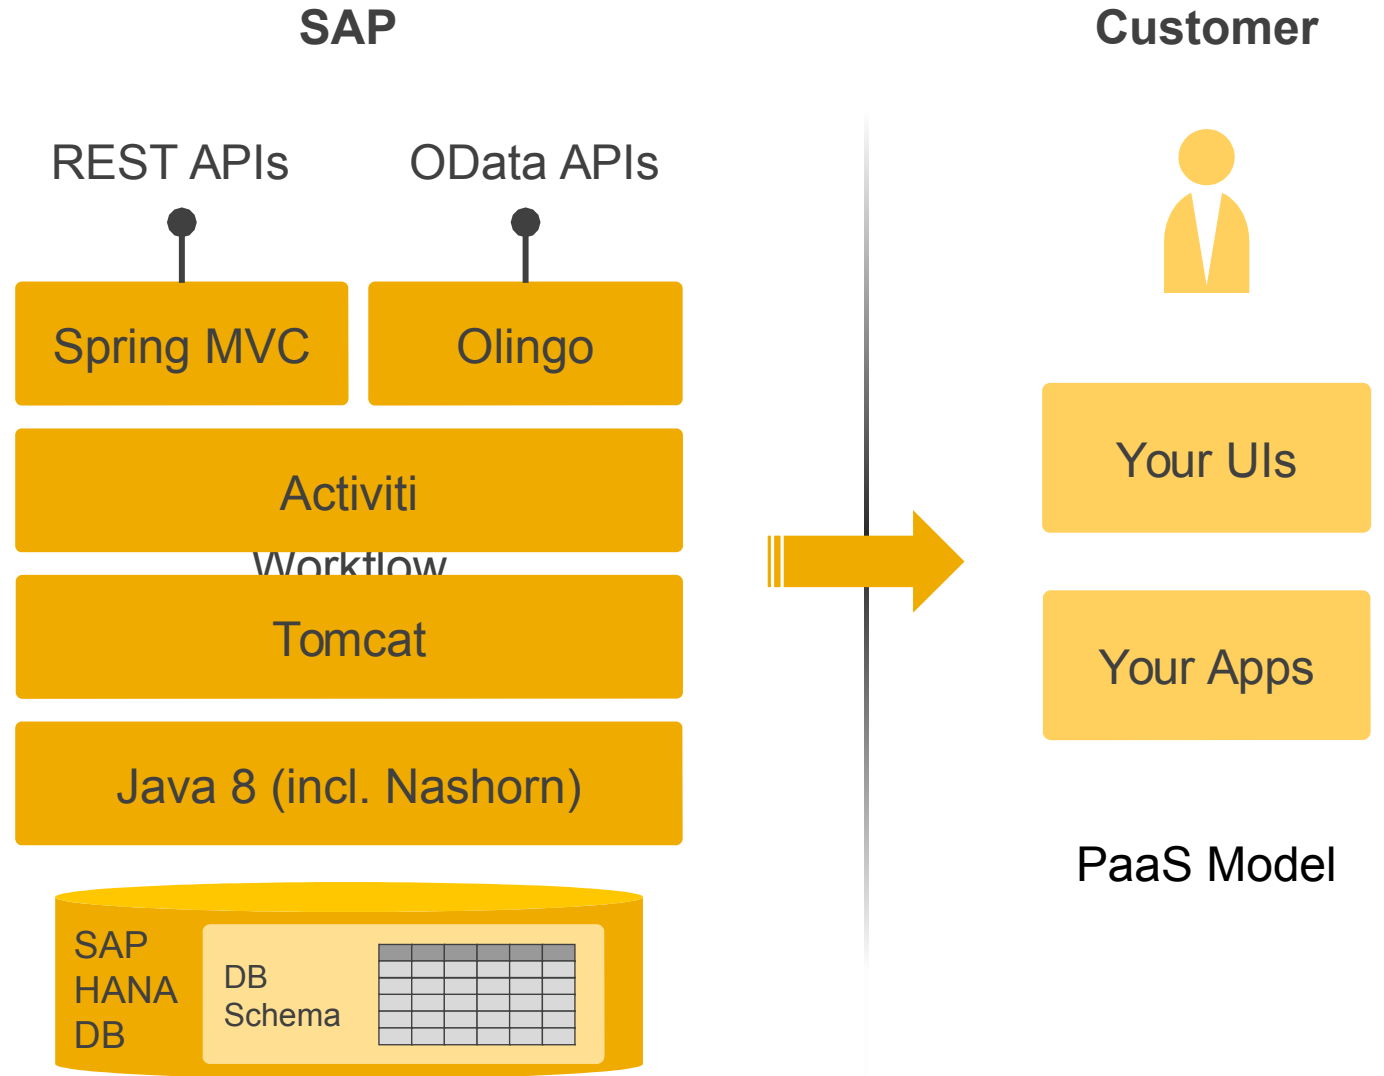 SAP
Customer
REST APIs
OData APIs
Spring MVC
Olingo
Activiti
Workflow
Tomcat
Java 8 (incl. Nashorn)
SAP
HANA
DB
DB
Schema
Your UIs
Your Apps
PaaS Model